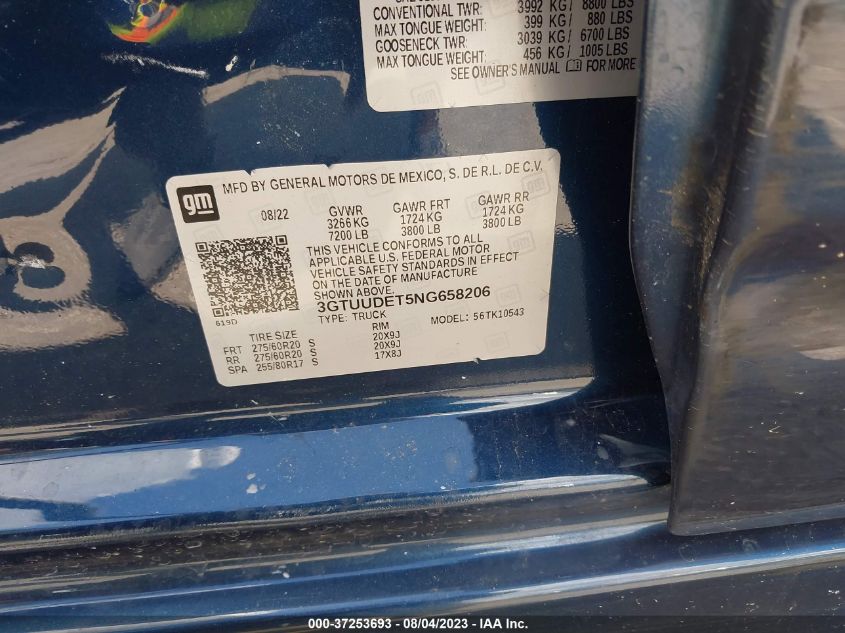 CONVENTIONAL TWR: 3992 KG/ 8800 LBS
MAX TONGUE WEIGHT: 399 KG/ 880 LBS
GOOSENECK TWR: 3039 KG/ 6700 LBS
MAX TONGUE WEIGHT: 456 KG/ 1005 LBS
SEE OWNER'S MANUAL FOR MORE
gm
MFD BY GENERAL MOTORS DE MEXICO, S. DE R.L. DE C.V.
08/22 GVWR GAWR FRT GAWR RR
3266 KG 1724 KG 1724 KG
7200 LB 3800 LB 3800 LB
THIS VEHICLE CONFORMS TO ALL
APPLICABLE U.S. FEDERAL MOTOR
VEHICLE SAFETY STANDARDS IN EFFECT
ON THE DATE OF MANUFACTURE
3GTUUDET5NG658206
619D TYPE: TRUCK MODEL: 56TK10543
TIRE SIZE RIM
FRT 275/60R20 S 20X9J
RR 275/60R20 S 20X9J
SPA 255/80R17 S 17X8J
000-37253693 - 08/04/2023 - IAA Inc.